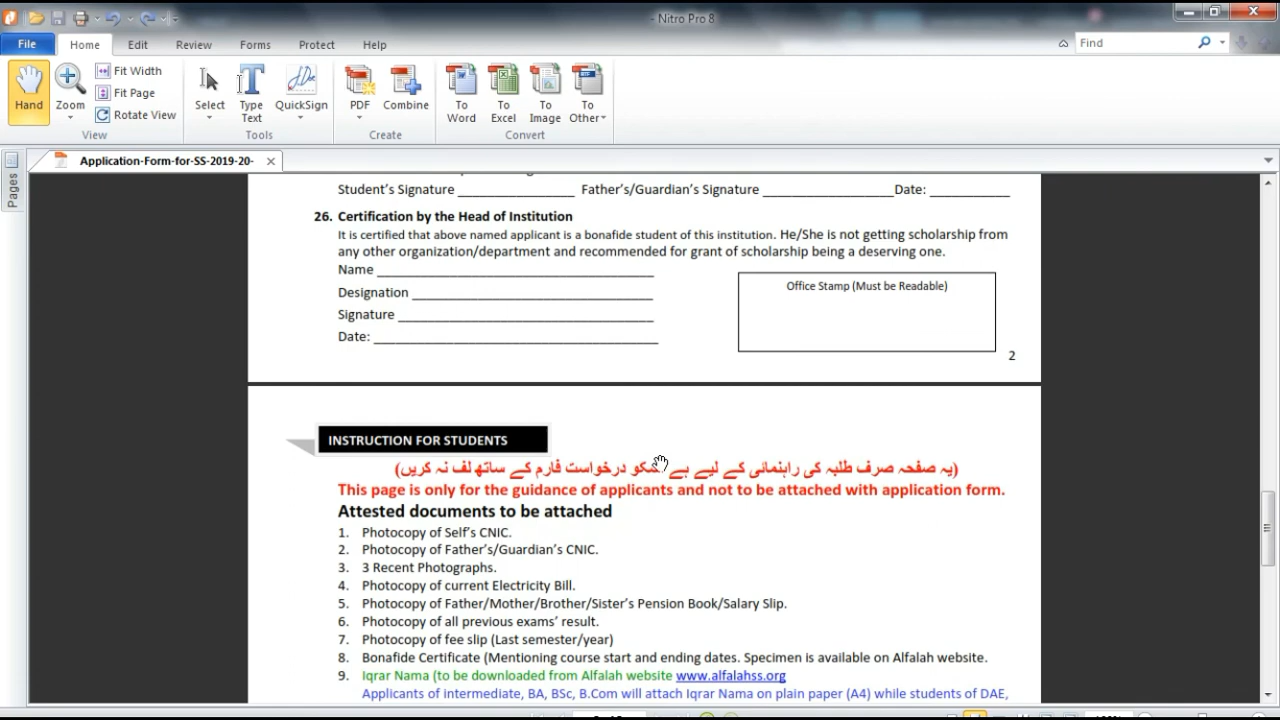 - Nitro Pro 8
File Home Edit Review Forms Protect Help Find
Hand
Zoom
Fit Width
Fit Page
Rotate View
View
Select
Type Text
QuickSign
Tools
PDF
Combine
Create
To Word
To Excel
To Image
To Other
Convert
Application-Form-for-SS-2019-20-
Pages
Student's Signature ________________ Father's/Guardian's Signature __________________Date: ___________
26. Certification by the Head of Institution
It is certified that above named applicant is a bonafide student of this institution. He/She is not getting scholarship from
any other organization/department and recommended for grant of scholarship being a deserving one.
Name ______________________________________
Designation _________________________________
Signature ___________________________________
Date: _______________________________________
Office Stamp (Must be Readable)
2
INSTRUCTION FOR STUDENTS
(یہ صفحہ صرف طلبہ کی راہنمائی کے لیے ہے درخواست فارم کے ساتھ لف نہ کریں)
This page is only for the guidance of applicants and not to be attached with application form.
Attested documents to be attached
1. Photocopy of Self's CNIC.
2. Photocopy of Father's/Guardian's CNIC.
3. 3 Recent Photographs.
4. Photocopy of current Electricity Bill.
5. Photocopy of Father/Mother/Brother/Sister's Pension Book/Salary Slip.
6. Photocopy of all previous exams' result.
7. Photocopy of fee slip (Last semester/year)
8. Bonafide Certificate (Mentioning course start and ending dates. Specimen is available on Alfalah website.
9. Iqrar Nama (to be downloaded from Alfalah website www.alfalahss.org
Applicants of intermediate, BA, BSc, B.Com will attach Iqrar Nama on plain paper (A4) while students of DAE,